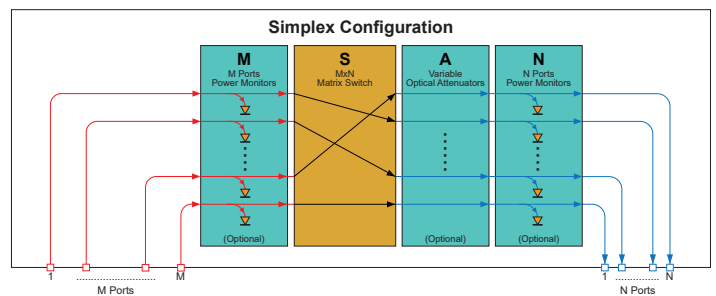 Simplex Configuration
M
M Ports
Power Monitors
(Optional)
S
MxN
Matrix Switch
A
Variable
Optical Attenuators
(Optional)
N
N Ports
Power Monitors
(Optional)
1
M
M Ports
1
N
N Ports